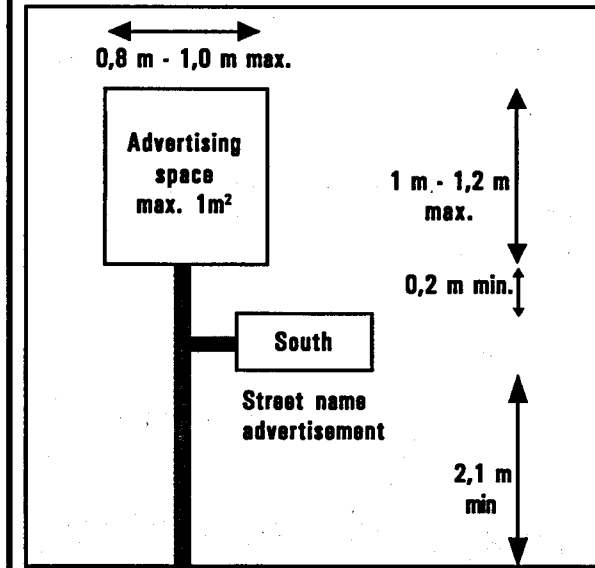 0,8 m - 1,0 m max.
Advertising
space
max. 1m²
1 m - 1,2 m
max.
0,2 m min.
South
Street name
advertisement
2,1 m
min